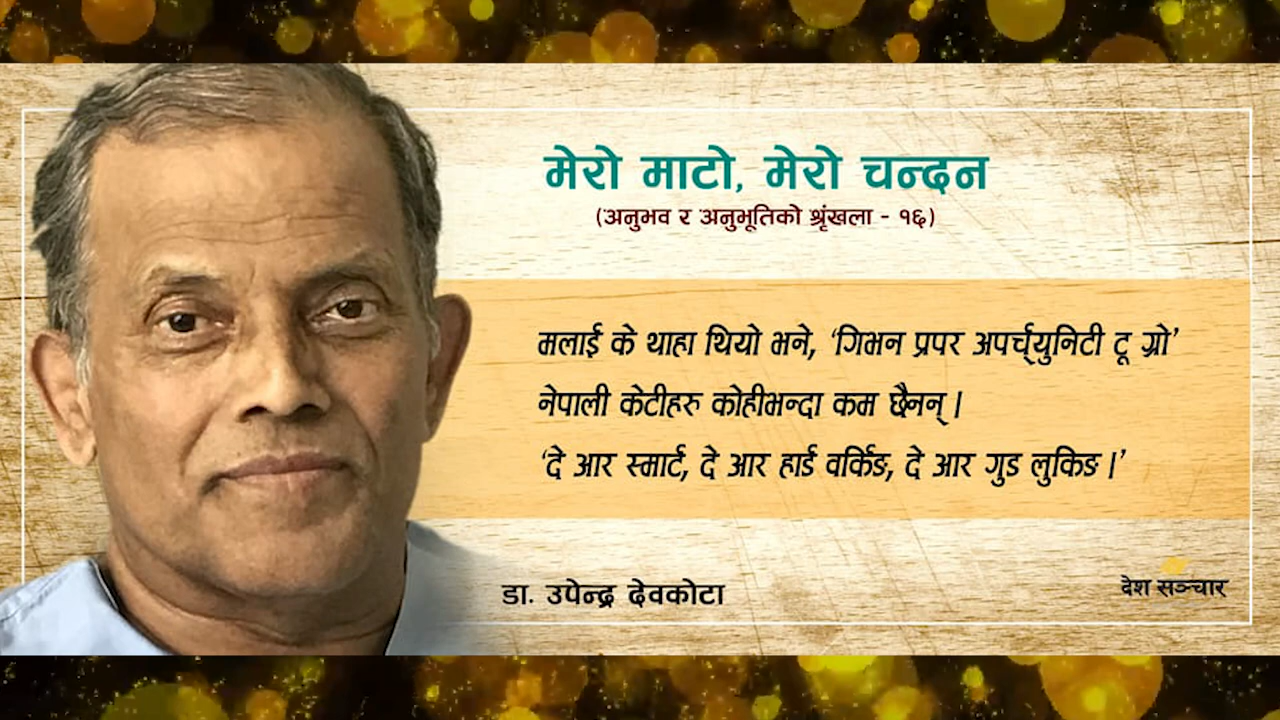 मेरो माटो, मेरो चन्दन
(अनुभव र अनुभूतिको श्रृंखला - १६)
मलाई के थाहा थियो भने, ‘गिभन प्रपर अपर्च्युनिटी टू ग्रो’
नेपाली केटीहरु कोहीभन्दा कम छैनन् ।
‘दे आर स्मार्ट, दे आर हार्ड वर्किङ, दे आर गुड लुकिङ ।’
डा. उपेन्द्र देवकोटा
देश सञ्चार